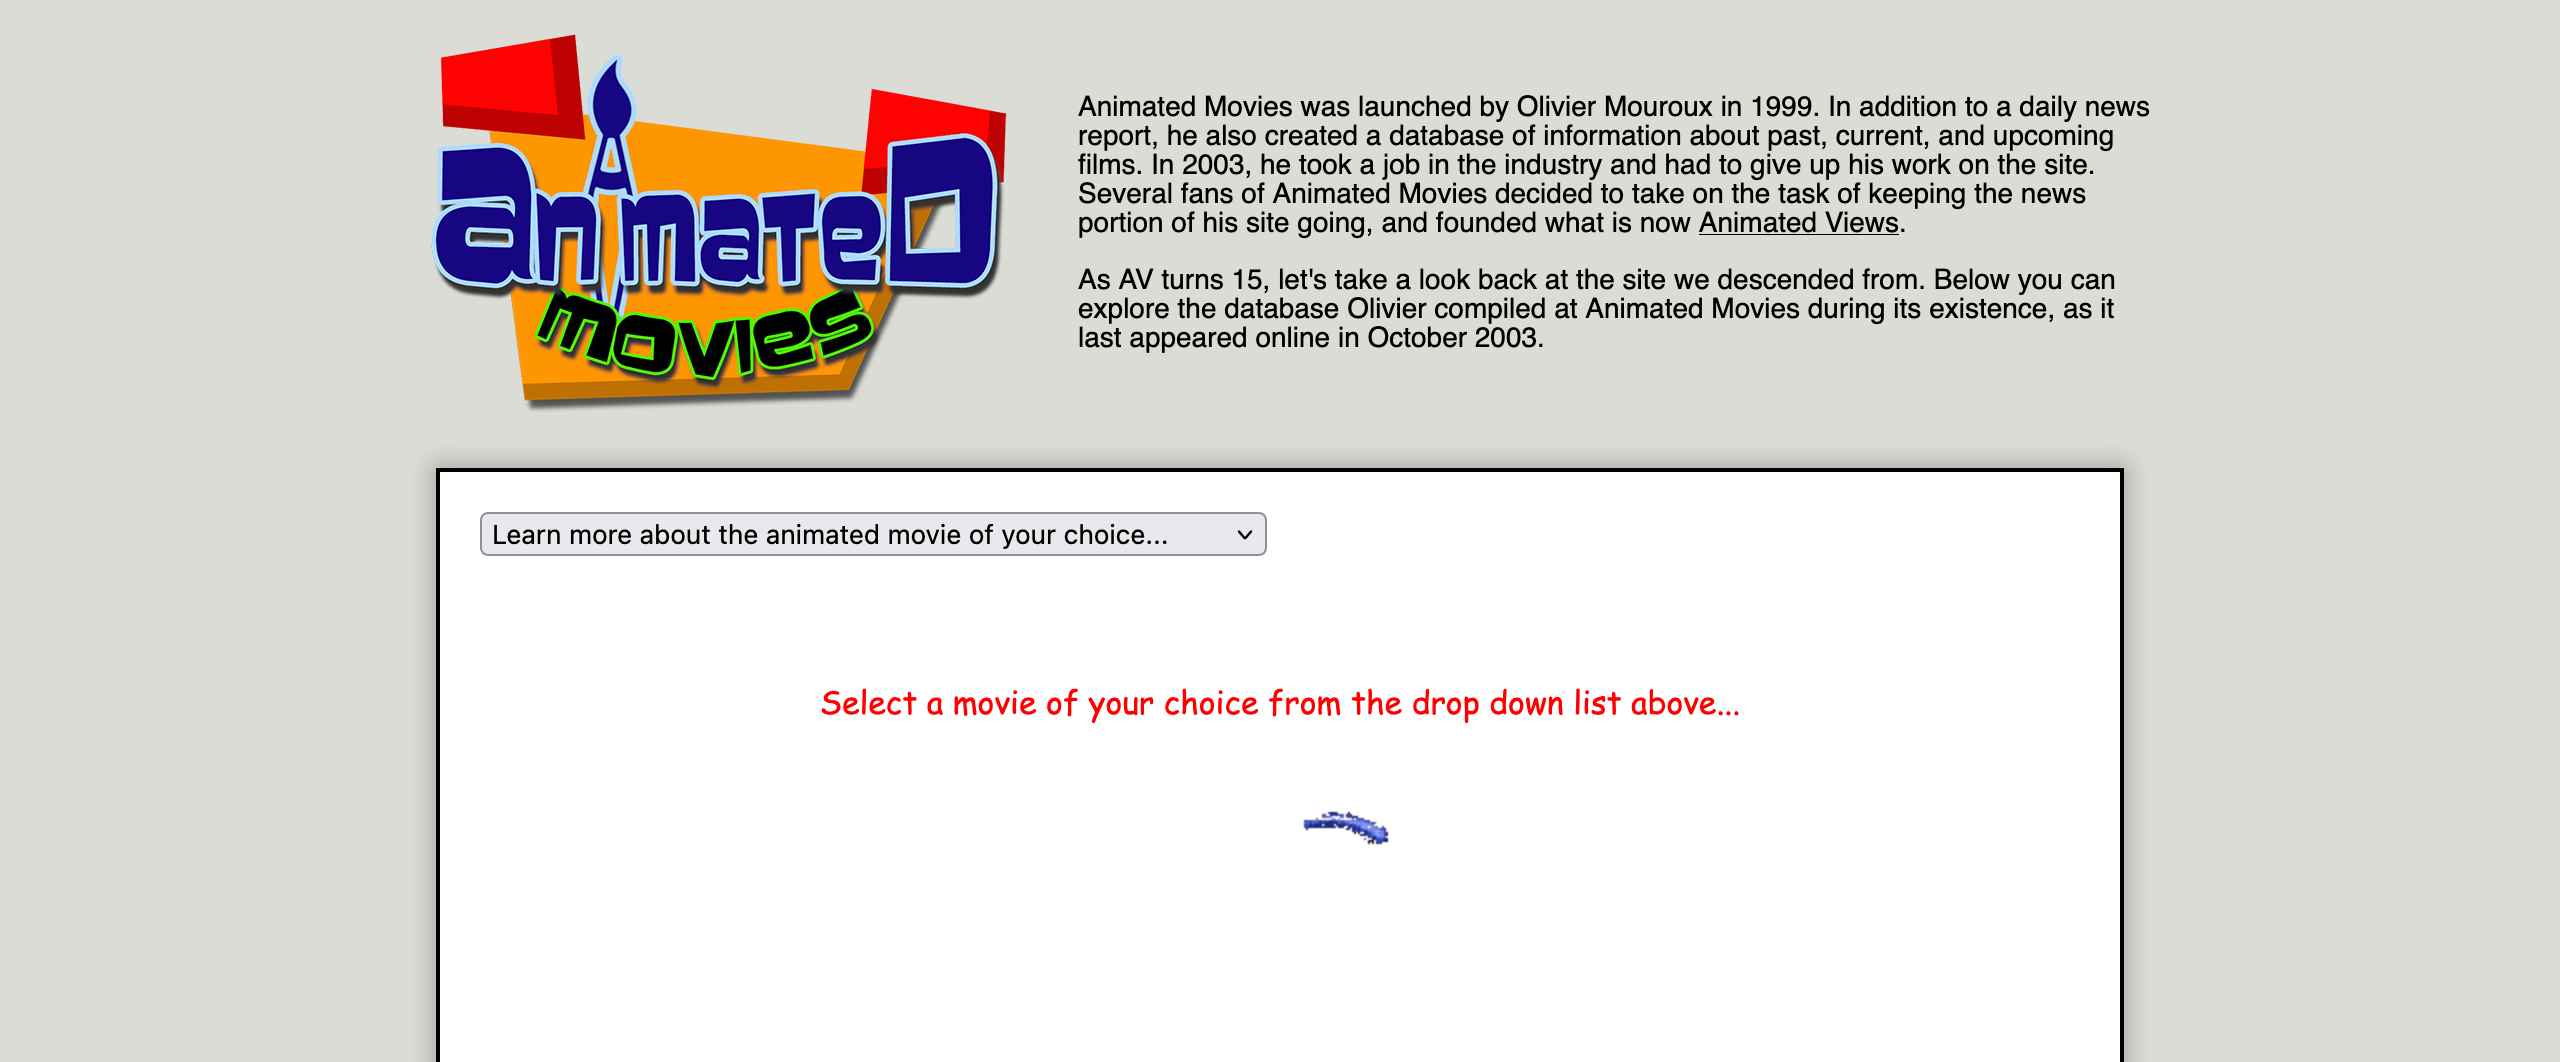 AnimateD
movies
Animated Movies was launched by Olivier Mouroux in 1999. In addition to a daily news
report, he also created a database of information about past, current, and upcoming
films. In 2003, he took a job in the industry and had to give up his work on the site.
Several fans of Animated Movies decided to take on the task of keeping the news
portion of his site going, and founded what is now Animated Views.
As AV turns 15, let's take a look back at the site we descended from. Below you can
explore the database Olivier compiled at Animated Movies during its existence, as it
last appeared online in October 2003.
Learn more about the animated movie of your choice...
Select a movie of your choice from the drop down list above...